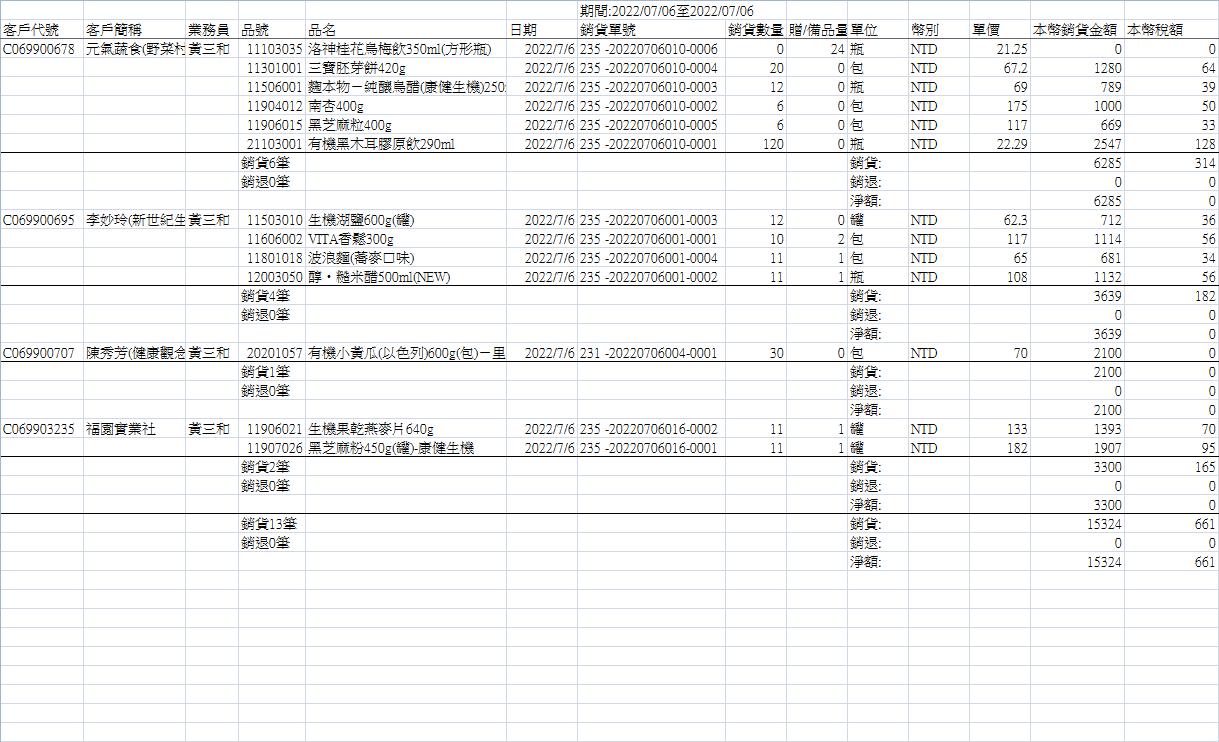 期間:2022/07/06至2022/07/06
客戶代號 客戶簡稱 業務員 品號 品名 日期 銷貨單號 銷貨數量 贈/備品量 單位 幣別 單價 本幣銷貨金額 本幣稅額
C069900678 元氣蔬食(野菜村 黃三和 11103035 洛神桂花烏梅飲350ml(方形瓶) 2022/7/6 235 -20220706010-0006 0 24 瓶 NTD 21.25 0 0
11301001 三寶胚芽餅420g 2022/7/6 235 -20220706010-0004 20 0 包 NTD 67.2 1280 64
11506001 麴本物－純釀烏醋(康健生機)250 2022/7/6 235 -20220706010-0003 12 0 瓶 NTD 69 789 39
11904012 南杏400g 2022/7/6 235 -20220706010-0002 6 0 包 NTD 175 1000 50
11906015 黑芝麻粒400g 2022/7/6 235 -20220706010-0005 6 0 包 NTD 117 669 33
21103001 有機黑木耳膠原飲290ml 2022/7/6 235 -20220706010-0001 120 0 瓶 NTD 22.29 2547 128
銷貨6筆 銷貨: 6285 314
銷退0筆 銷退: 0 0
淨額: 6285 0
C069900695 李妙玲(新世紀生 黃三和 11503010 生機湖鹽600g(罐) 2022/7/6 235 -20220706001-0003 12 0 罐 NTD 62.3 712 36
11606002 VITA香鬆300g 2022/7/6 235 -20220706001-0001 10 2 包 NTD 117 1114 56
11801018 波浪麵(蕎麥口味) 2022/7/6 235 -20220706001-0004 11 1 包 NTD 65 681 34
12003050 醇‧糙米醋500ml(NEW) 2022/7/6 235 -20220706001-0002 11 1 瓶 NTD 108 1132 56
銷貨4筆 銷貨: 3639 182
銷退0筆 銷退: 0 0
淨額: 3639 0
C069900707 陳秀芳(健康觀念 黃三和 20201057 有機小黃瓜(以色列)600g(包)－里 2022/7/6 231 -20220706004-0001 30 0 包 NTD 70 2100 0
銷貨1筆 銷貨: 2100 0
銷退0筆 銷退: 0 0
淨額: 2100 0
C069903235 福園實業社 黃三和 11906021 生機果乾燕麥片640g 2022/7/6 235 -20220706016-0002 11 1 罐 NTD 133 1393 70
11907026 黑芝麻粉450g(罐)-康健生機 2022/7/6 235 -20220706016-0001 11 1 罐 NTD 182 1907 95
銷貨2筆 銷貨: 3300 165
銷退0筆 銷退: 0 0
淨額: 3300 0
銷貨13筆 銷貨: 15324 661
銷退0筆 銷退: 0 0
淨額: 15324 661